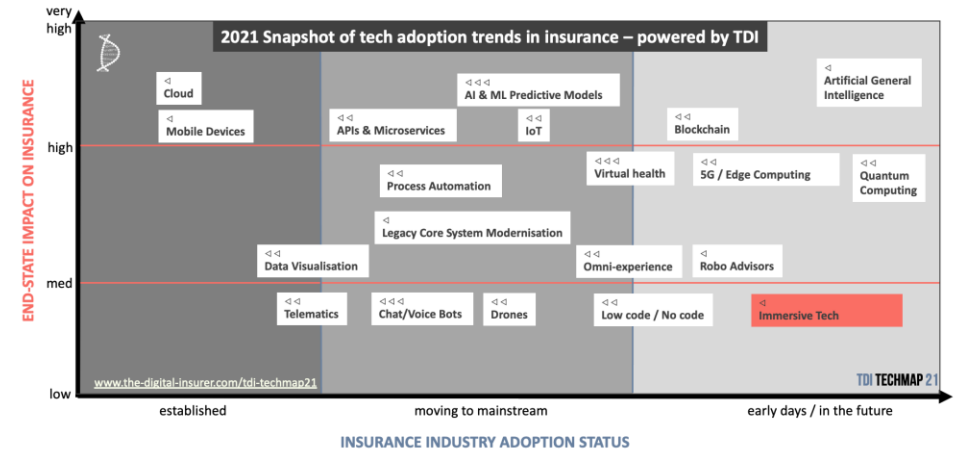 very
high
2021 Snapshot of tech adoption trends in insurance – powered by TDI
Cloud
AI & ML Predictive Models
Artificial General
Intelligence
Mobile Devices
APIs & Microservices
IoT
Blockchain
high
Virtual health
5G / Edge Computing
Quantum
Computing
Process Automation
Legacy Core System Modernisation
Data Visualisation
Omni-experience
Robo Advisors
med
Telematics
Chat/Voice Bots
Drones
Low code / No code
Immersive Tech
www.the-digital-insurer.com/tdi-techmap21
TDI TECHMAP 21
low
established
moving to mainstream
early days / in the future
INSURANCE INDUSTRY ADOPTION STATUS
END-STATE IMPACT ON INSURANCE